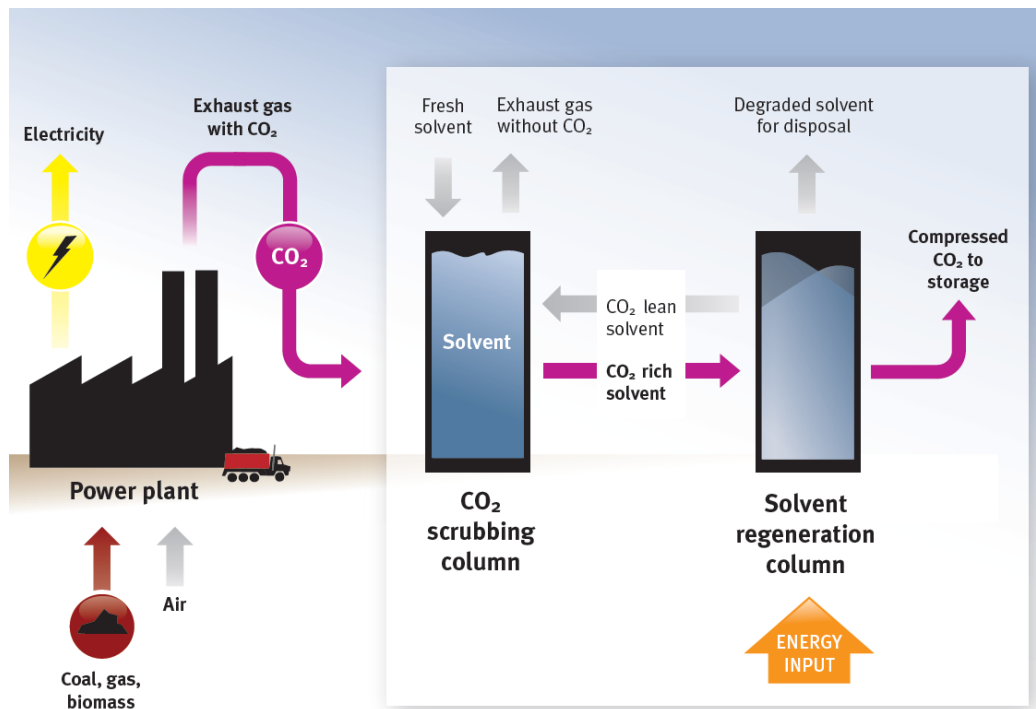 Electricity
Exhaust gas
with CO₂
CO₂
Power plant
Air
Coal, gas,
biomass
Fresh
solvent
Exhaust gas
without CO₂
Degraded solvent
for disposal
Solvent
CO₂ lean
solvent
CO₂ rich
solvent
Compressed
CO₂ to
storage
CO₂
scrubbing
column
Solvent
regeneration
column
ENERGY
INPUT